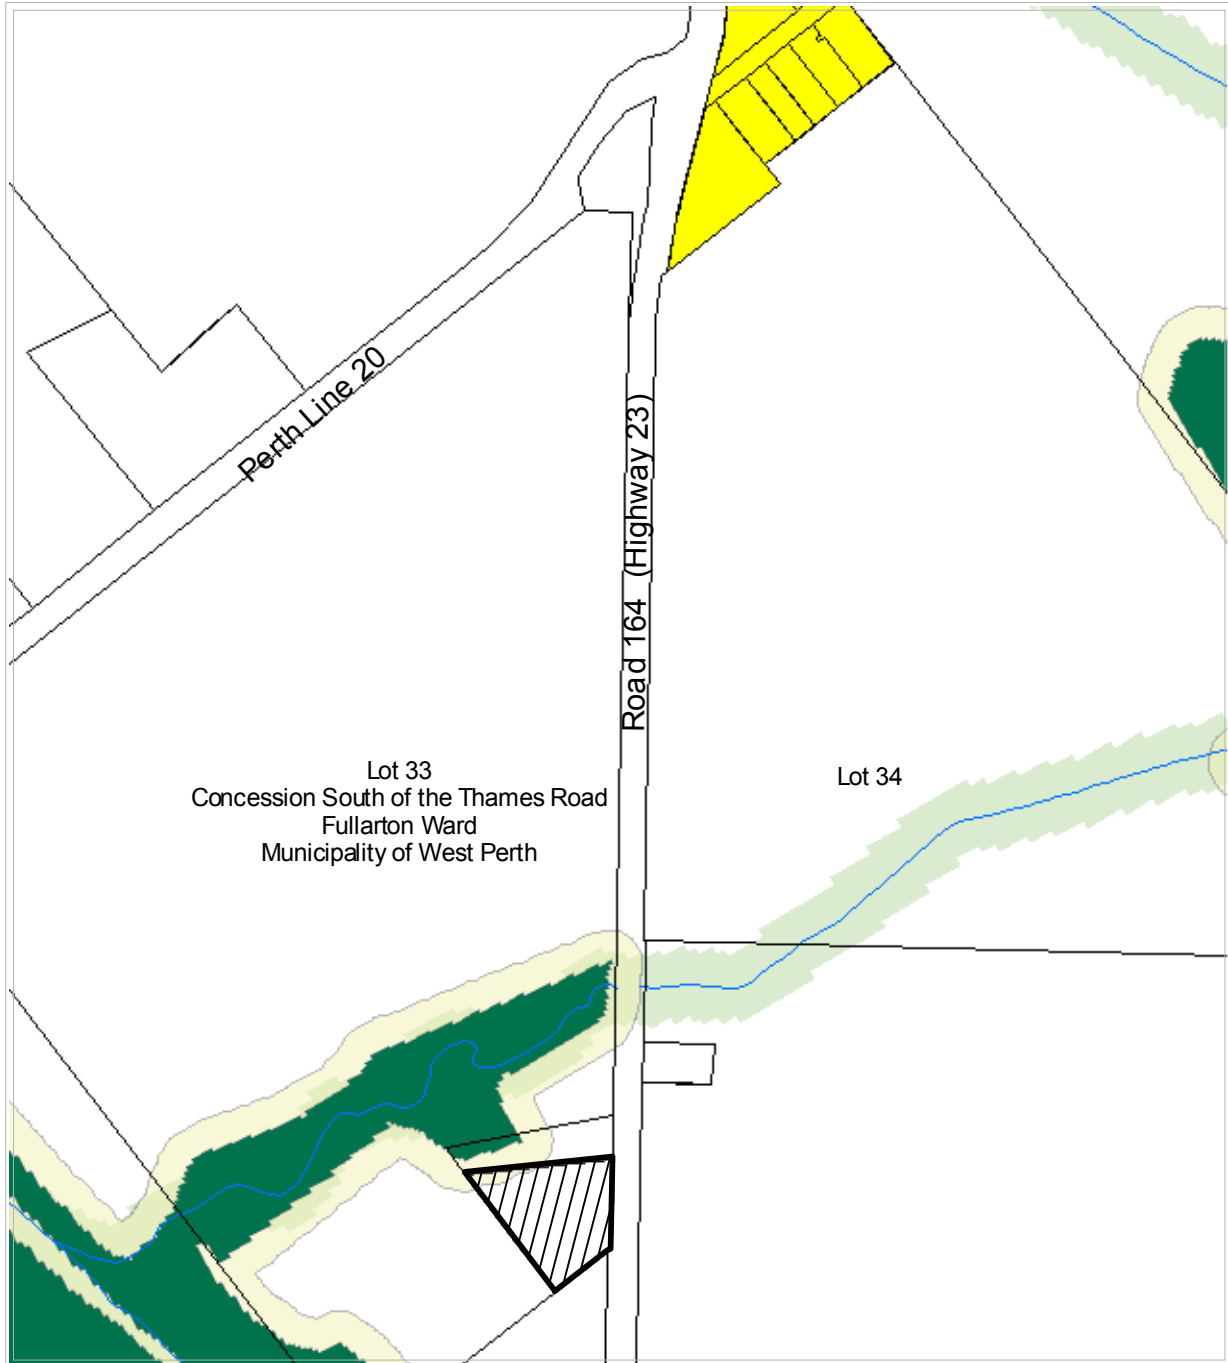 Perth Line 20
Road 164 (Highway 23)
Lot 33
Concession South of the Thames Road
Fullarton Ward
Municipality of West Perth
Lot 34